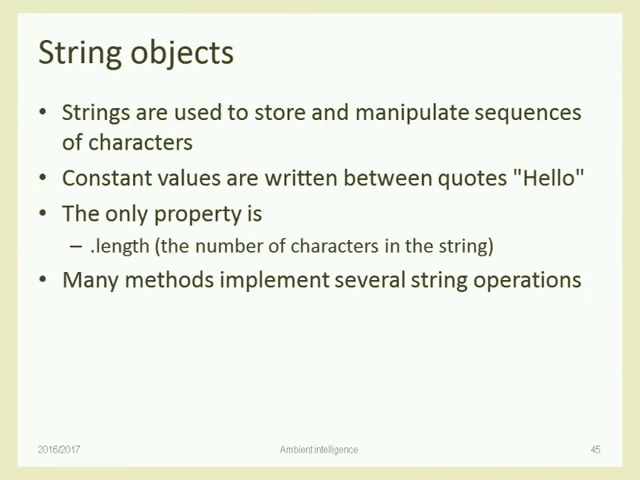 String objects
• Strings are used to store and manipulate sequences
of characters
• Constant values are written between quotes "Hello"
• The only property is
– .length (the number of characters in the string)
• Many methods implement several string operations
2016/2017 Ambient intelligence 45